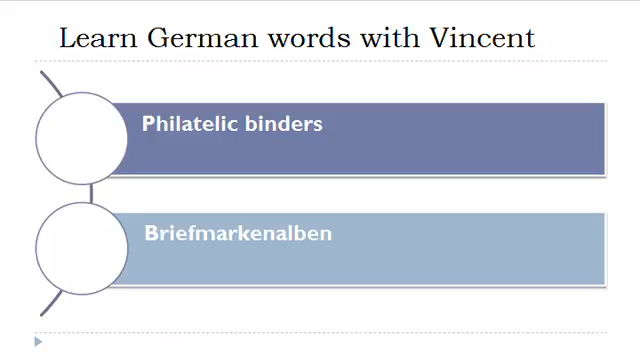 Learn German words with Vincent
Philatelic binders
Briefmarkenalben